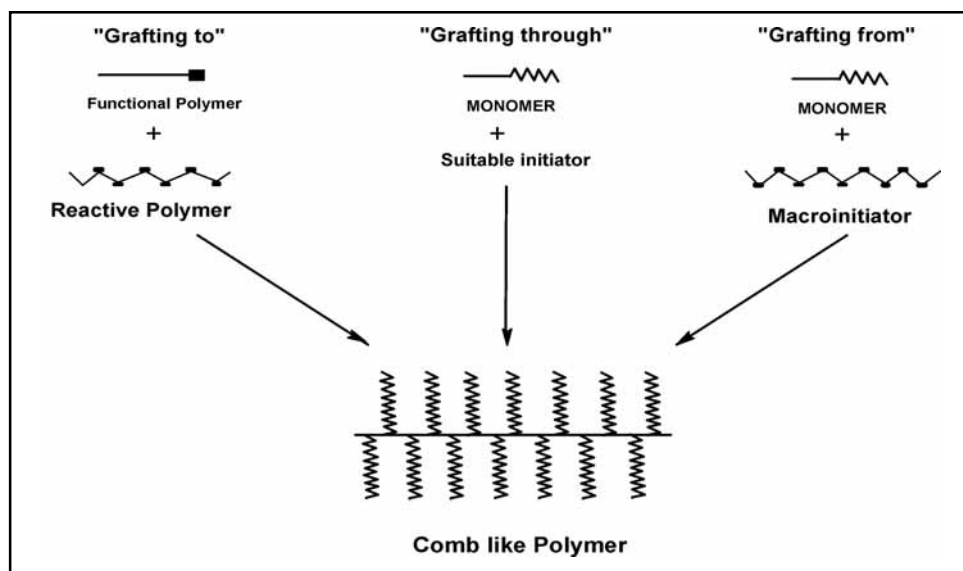 "Grafting to"
Functional Polymer
+
Reactive Polymer
"Grafting through"
MONOMER
+
Suitable initiator
"Grafting from"
MONOMER
+
Macroinitiator
Comb like Polymer